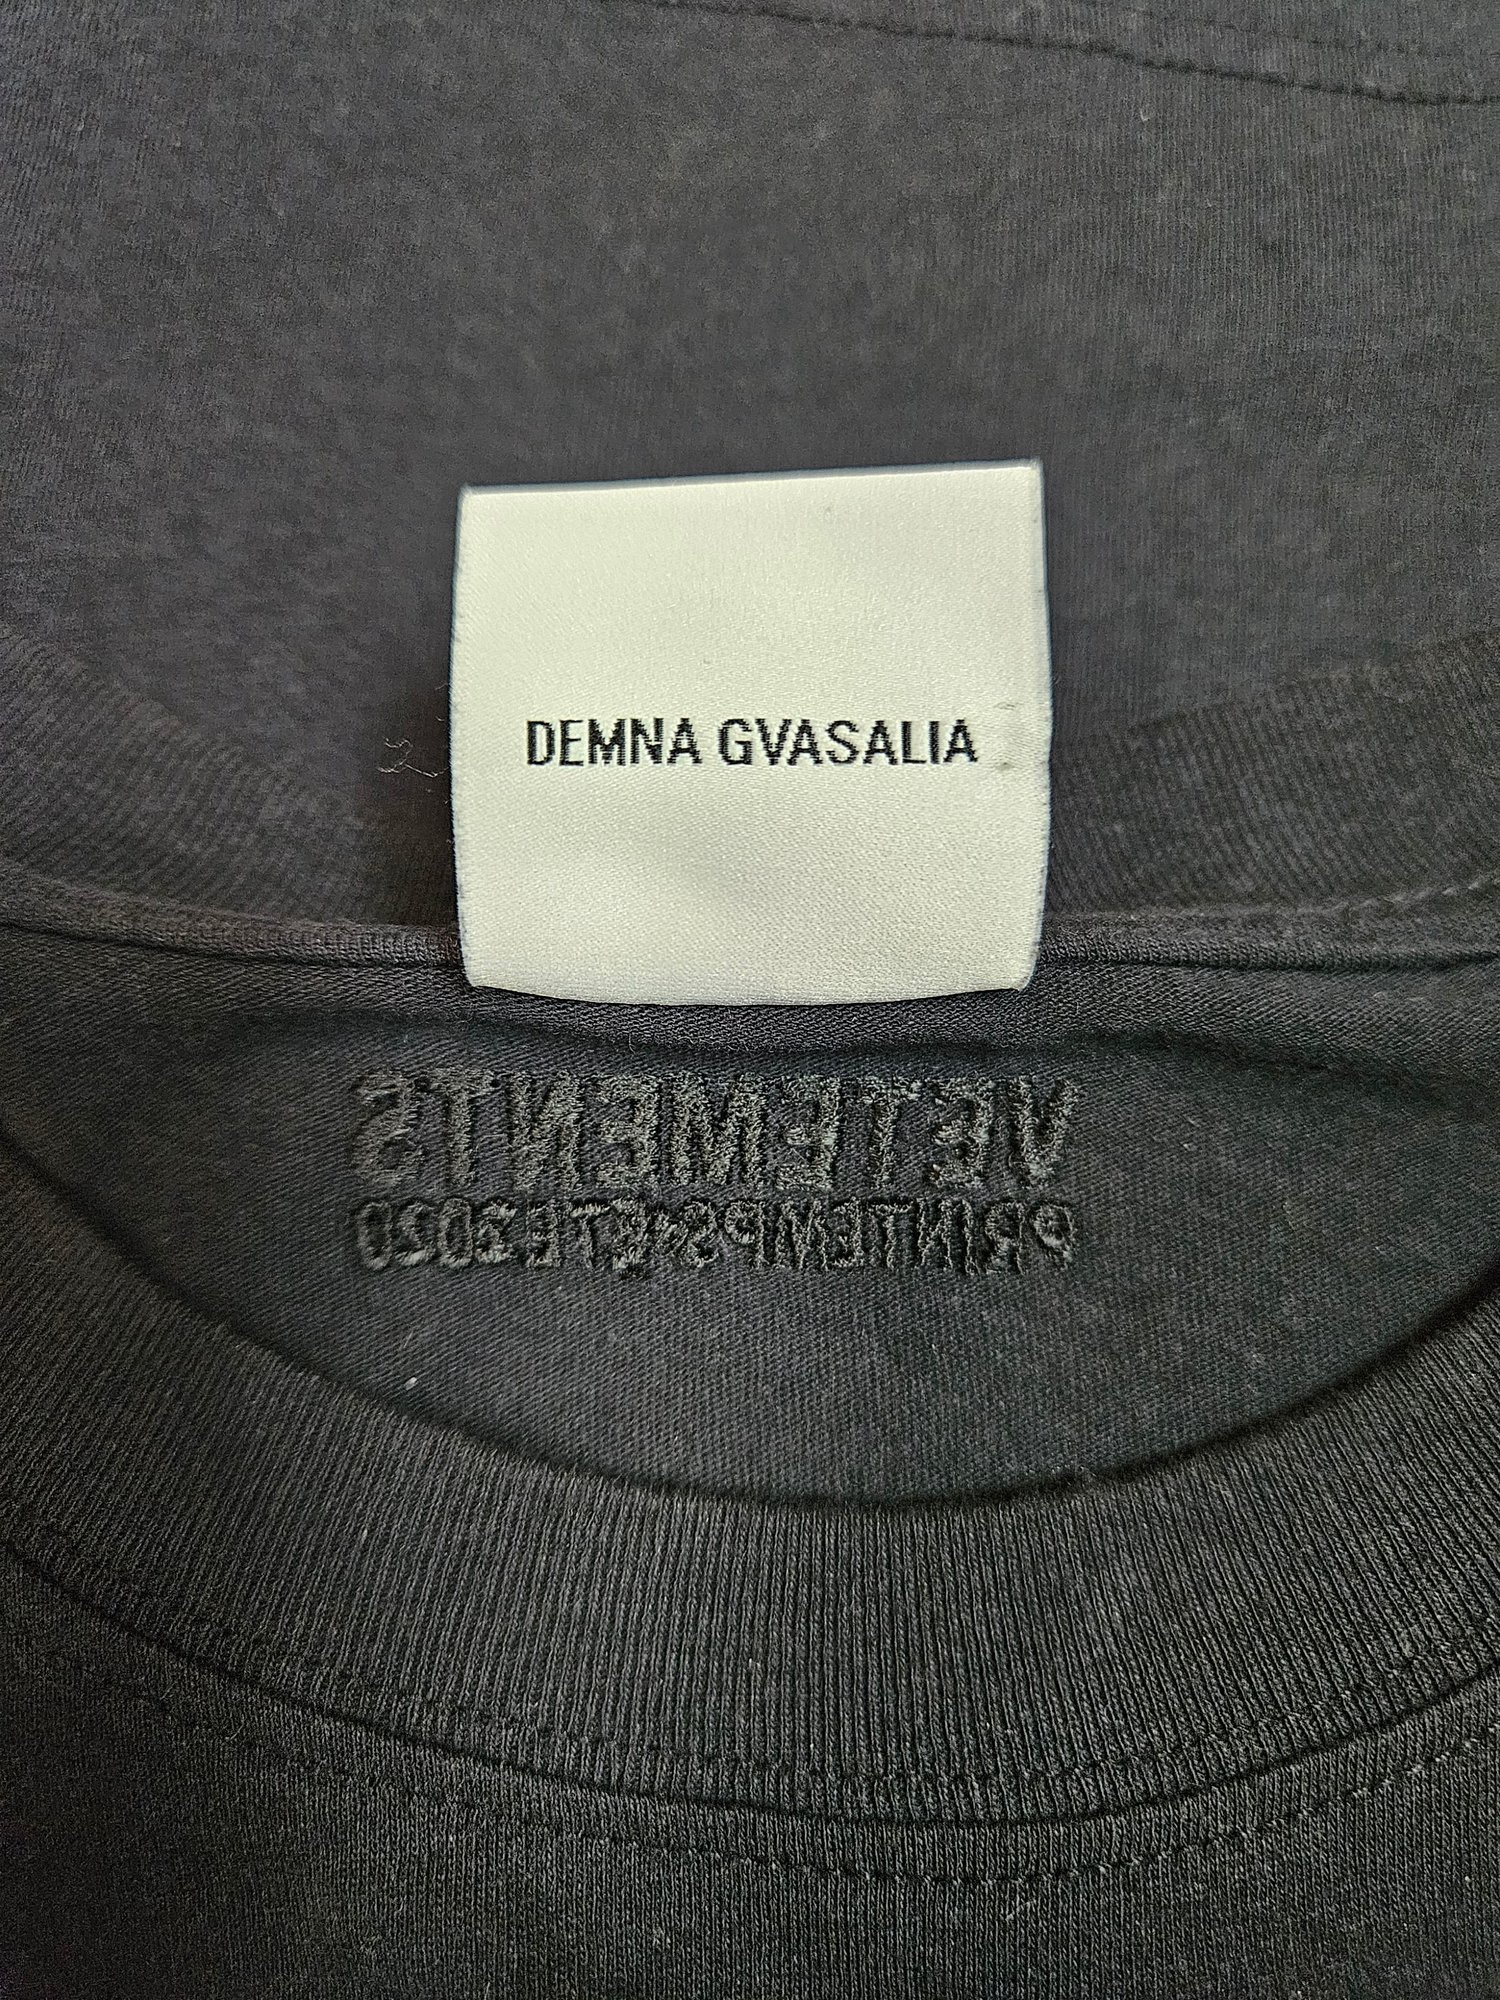 DEMNA GVASALIA
VETEMENTS
PRINTEMPS-ÉTÉ 2020